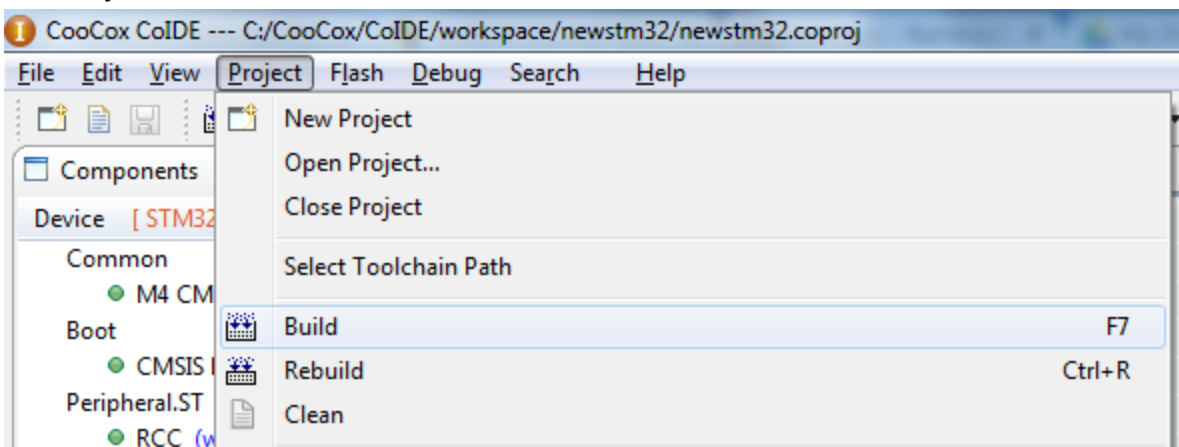 CooCox CoIDE --- C:/CooCox/CoIDE/workspace/newstm32/newstm32.coproj
File Edit View Project Flash Debug Search Help
New Project
Components
Open Project...
Close Project
Device [ STM32
Common
Select Toolchain Path
M4 CM
Boot
Build F7
CMSIS
Rebuild Ctrl+R
Peripheral.ST
Clean
RCC (w